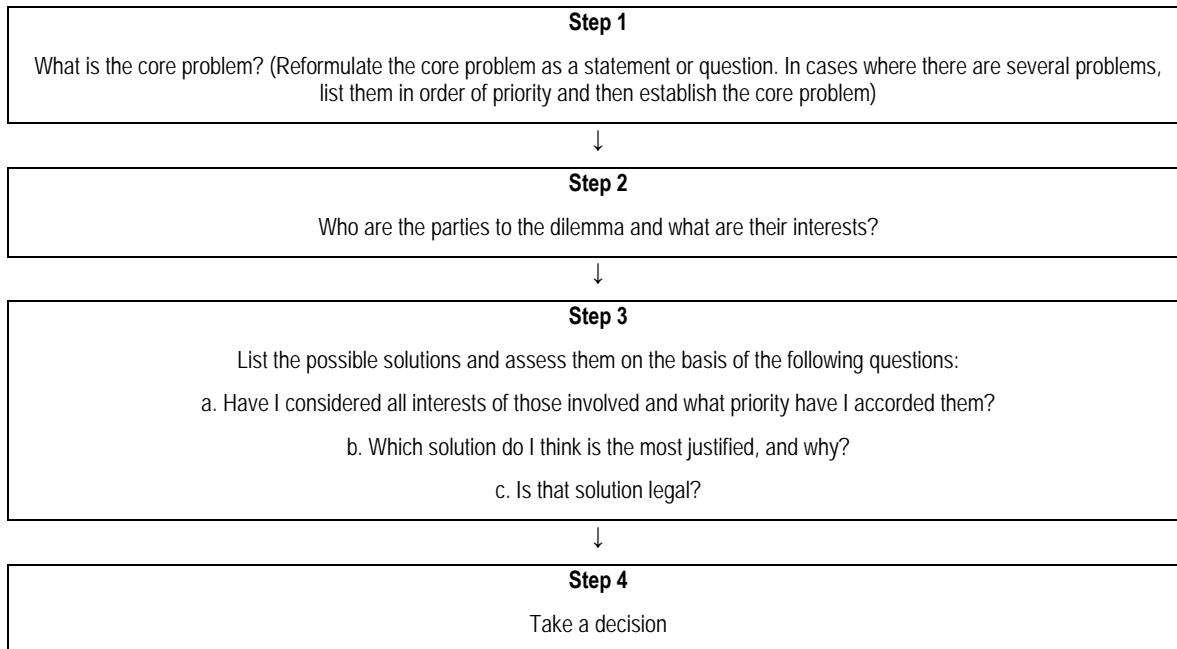 Step 1
What is the core problem? (Reformulate the core problem as a statement or question. In cases where there are several problems,
list them in order of priority and then establish the core problem)
↓
Step 2
Who are the parties to the dilemma and what are their interests?
↓
Step 3
List the possible solutions and assess them on the basis of the following questions:
a. Have I considered all interests of those involved and what priority have I accorded them?
b. Which solution do I think is the most justified, and why?
c. Is that solution legal?
↓
Step 4
Take a decision